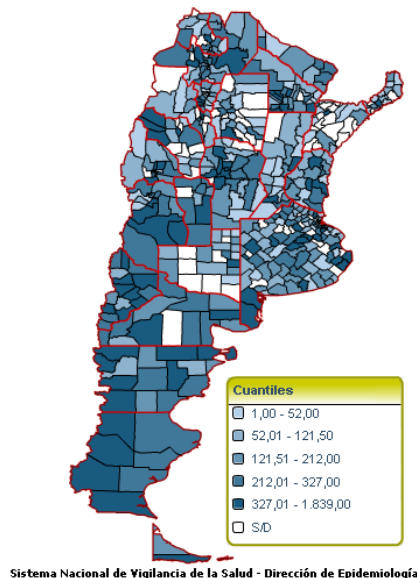 Cuantiles
1,00 - 52,00
52,01 - 121,50
121,51 - 212,00
212,01 - 327,00
327,01 - 1.839,00
S/D
Sistema Nacional de Vigilancia de la Salud - Dirección de Epidemiología